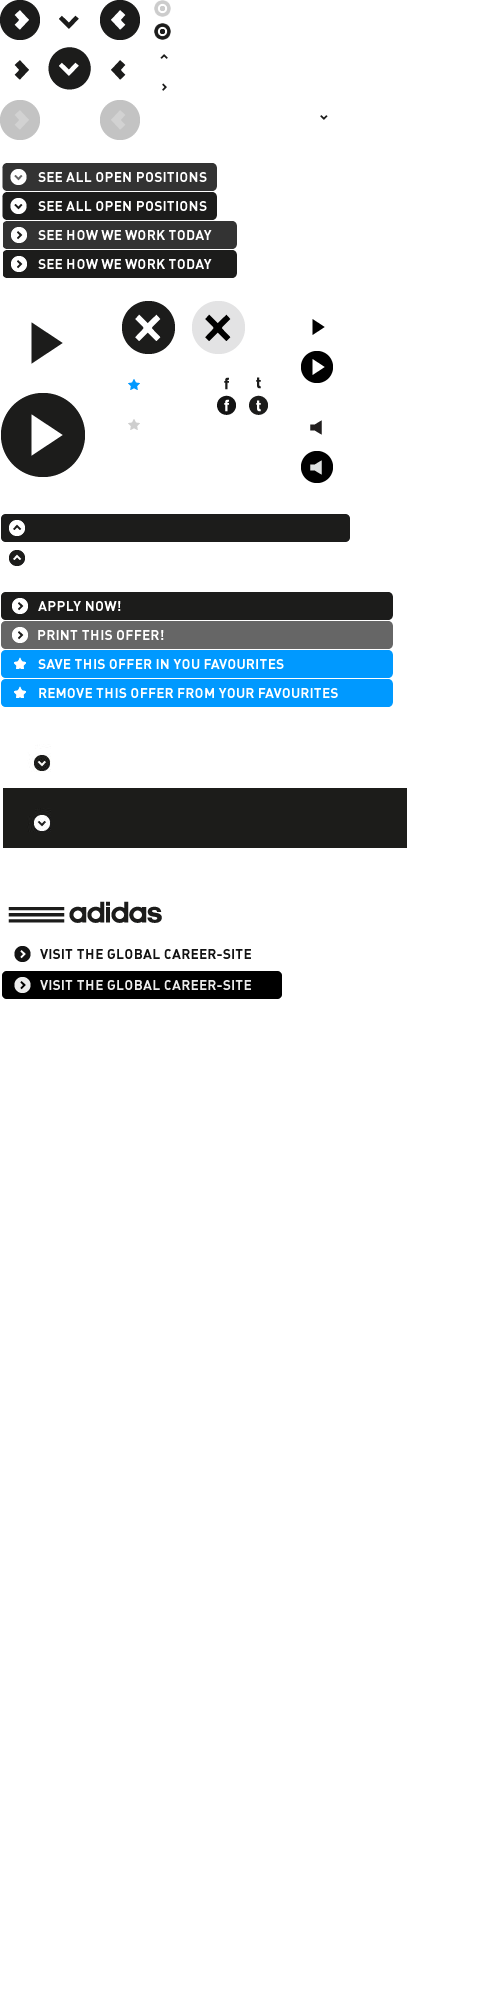 SEE ALL OPEN POSITIONS
SEE ALL OPEN POSITIONS
SEE HOW WE WORK TODAY
SEE HOW WE WORK TODAY
f t
f t
APPLY NOW!
PRINT THIS OFFER!
SAVE THIS OFFER IN YOU FAVOURITES
REMOVE THIS OFFER FROM YOUR FAVOURITES
adidas
VISIT THE GLOBAL CAREER-SITE
VISIT THE GLOBAL CAREER-SITE